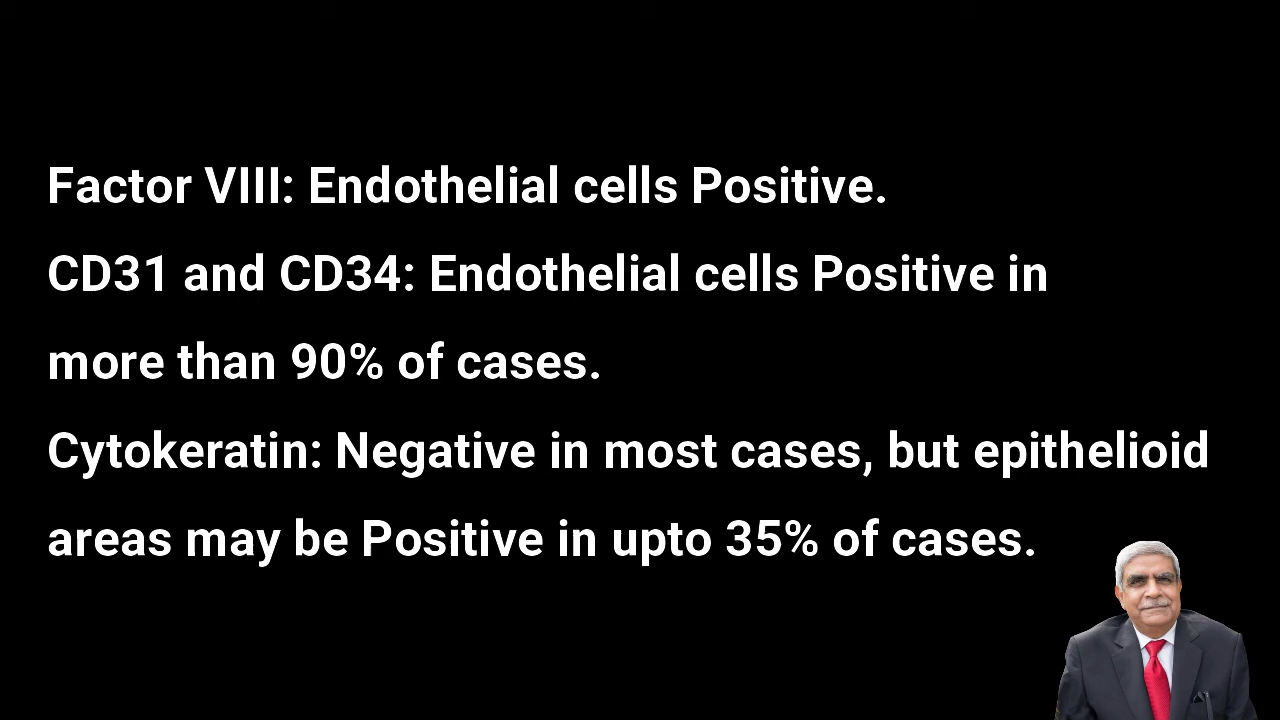 Factor VIII: Endothelial cells Positive.
CD31 and CD34: Endothelial cells Positive in
more than 90% of cases.
Cytokeratin: Negative in most cases, but epithelioid
areas may be Positive in upto 35% of cases.